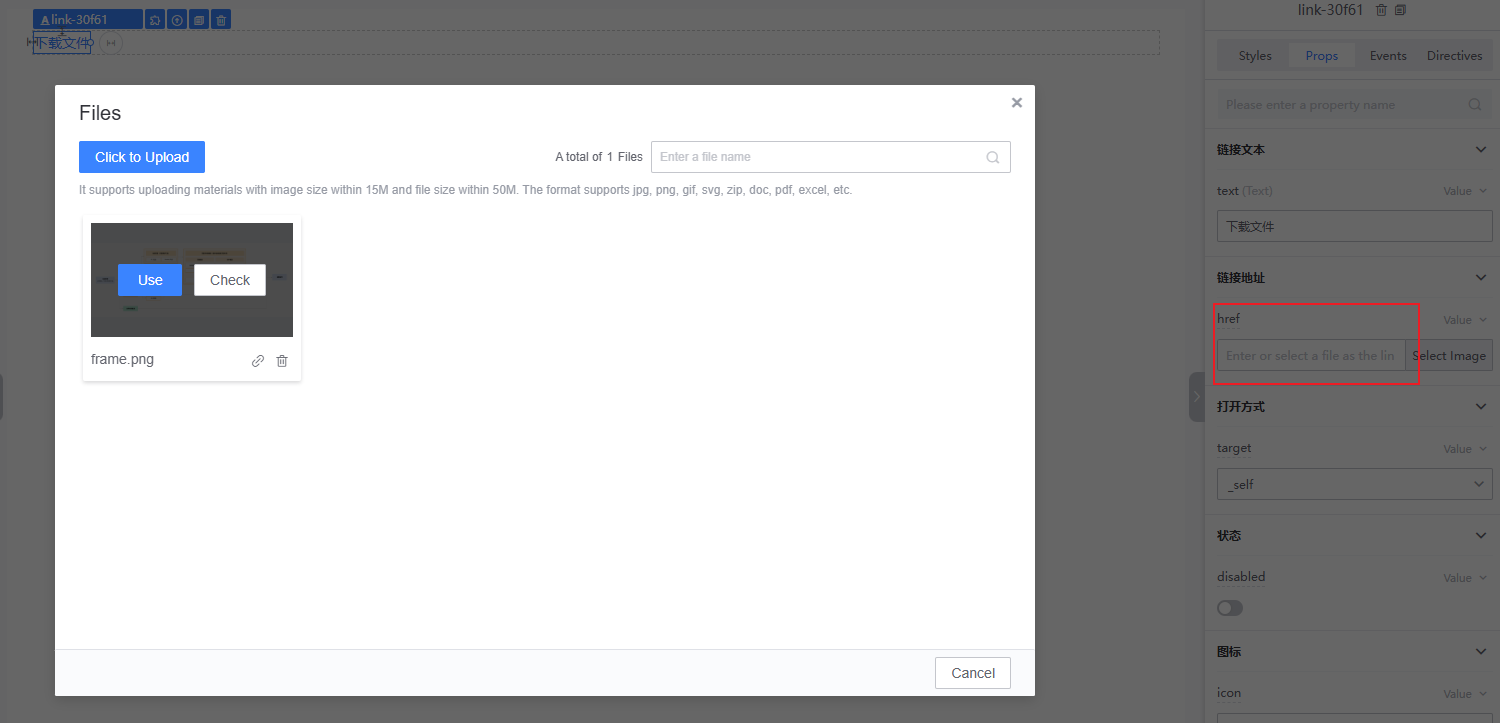 link-30f61
下载文件
Files
Click to Upload
A total of 1 Files
Enter a file name
It supports uploading materials with image size within 15M and file size within 50M. The format supports jpg, png, gif, svg, zip, doc, pdf, excel, etc.
Use
Check
frame.png
Cancel
link-30f61
Styles
Props
Events
Directives
Please enter a property name
链接文本
text (Text)
Value
下载文件
链接地址
href
Value
Enter or select a file as the lin
Select Image
打开方式
target
Value
_self
状态
disabled
Value
图标
icon
Value